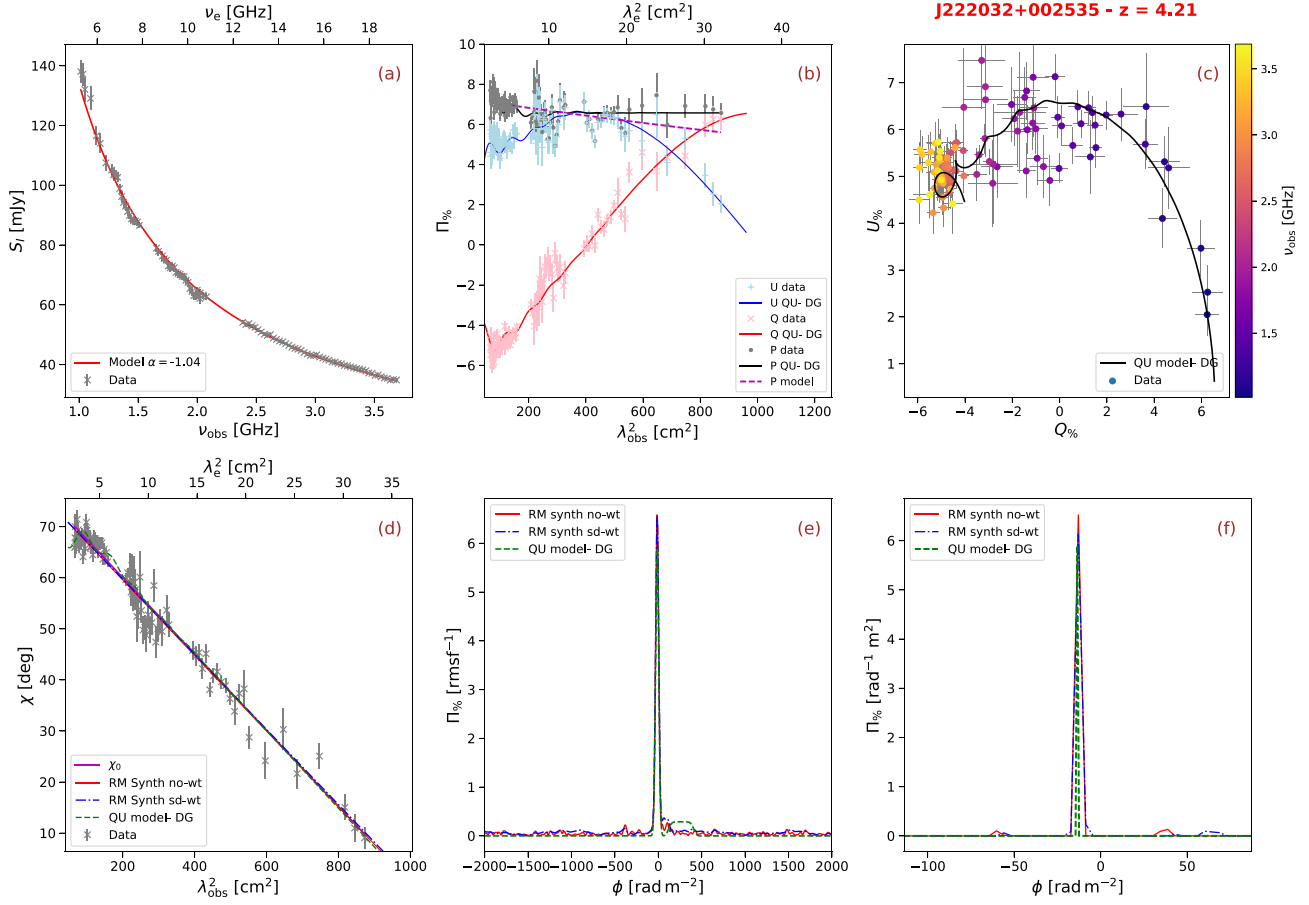 J222032+002535 - z = 4.21
ν_e [GHz]
6 8 10 12 14 16 18
(a)
S_I [mJy]
140
120
100
80
60
40
Model α = −1.04
Data
1.0 1.5 2.0 2.5 3.0 3.5
ν_obs [GHz]
λ_e^2 [cm^2]
10 20 30 40
(b)
Π_%
10
8
6
4
2
0
−2
−4
−6
U data
U QU- DG
Q data
Q QU- DG
P data
P QU- DG
P model
200 400 600 800 1000 1200
λ_obs^2 [cm^2]
(c)
U_%
7
6
5
4
3
2
1
QU model- DG
Data
−6 −4 −2 0 2 4 6
Q_%
3.5
3.0
2.5
2.0
1.5
ν_obs [GHz]
λ_e^2 [cm^2]
5 10 15 20 25 30 35
(d)
χ [deg]
70
60
50
40
30
20
10
χ_0
RM Synth no-wt
RM Synth sd-wt
QU model- DG
Data
0 200 400 600 800 1000
λ_obs^2 [cm^2]
(e)
Π_% [rmsf^−1]
6
5
4
3
2
1
0
RM synth no-wt
RM synth sd-wt
QU model- DG
−2000 −1500 −1000 −500 0 500 1000 1500 2000
ϕ [rad m^−2]
(f)
Π_% [rad^−1 m^2]
6
5
4
3
2
1
0
RM synth no-wt
RM synth sd-wt
QU model- DG
−100 −50 0 50
ϕ [rad m^−2]